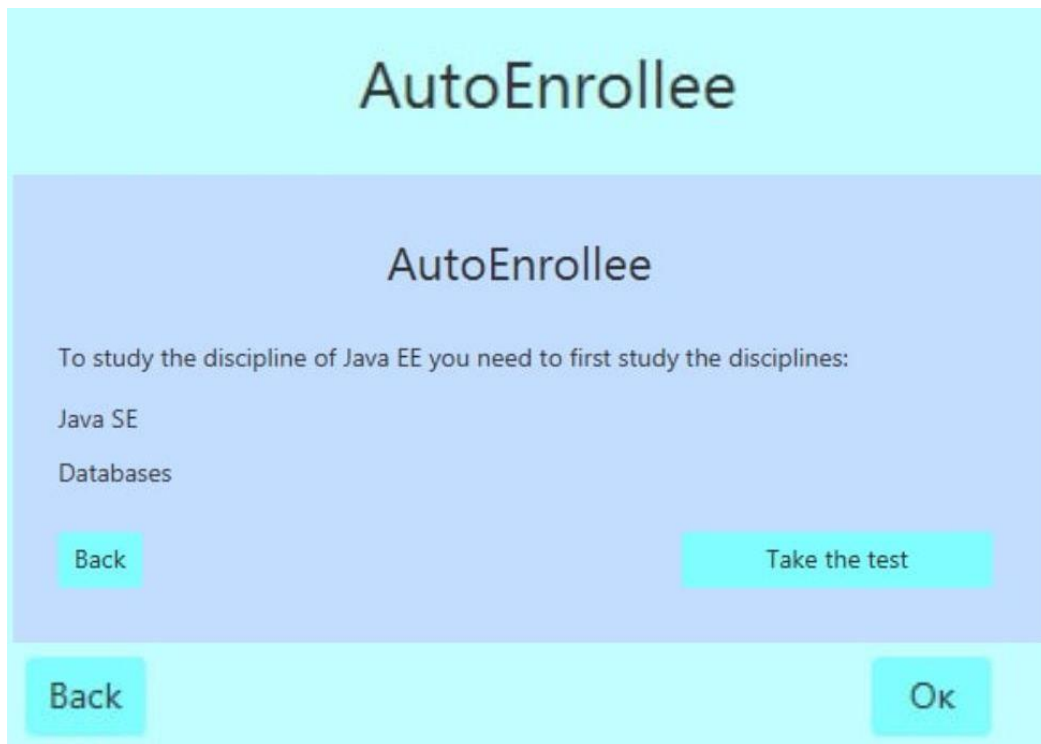 AutoEnrollee
AutoEnrollee
To study the discipline of Java EE you need to first study the disciplines:
Java SE
Databases
Back Take the test
Back Ок